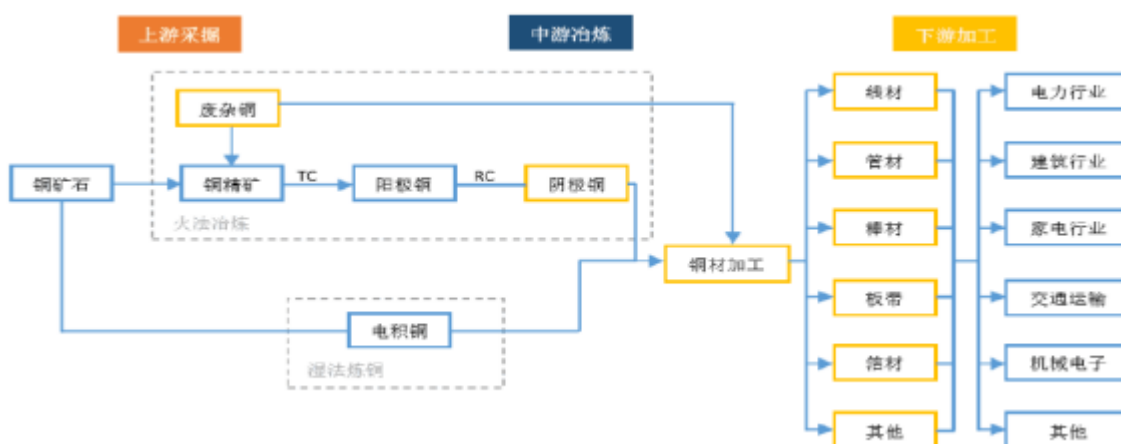 上游采掘
中游冶炼
下游加工
废杂铜
铜矿石
铜精矿
TC
阳极铜
RC
阴极铜
火法冶炼
铜材加工
电积铜
湿法炼铜
线材
管材
棒材
板带
箔材
其他
电力行业
建筑行业
家电行业
交通运输
机械电子
其他